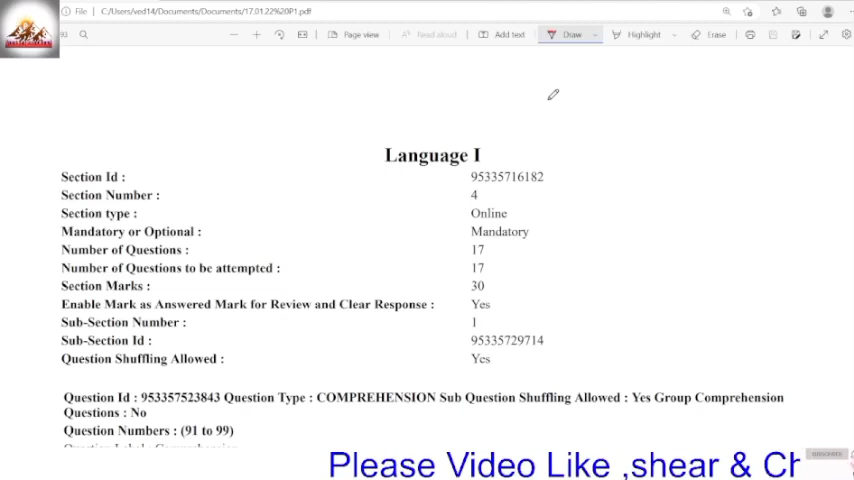 File C:/Users/ved14/Documents/Documents/17.01.22%20P1.pdf
93 Page view Read aloud Add text Draw Highlight Erase
Language I
Section Id : 95335716182
Section Number : 4
Section type : Online
Mandatory or Optional : Mandatory
Number of Questions : 17
Number of Questions to be attempted : 17
Section Marks : 30
Enable Mark as Answered Mark for Review and Clear Response : Yes
Sub-Section Number : 1
Sub-Section Id : 95335729714
Question Shuffling Allowed : Yes
Question Id : 953357523843 Question Type : COMPREHENSION Sub Question Shuffling Allowed : Yes Group Comprehension
Questions : No
Question Numbers : (91 to 99)
Question Label : Comprehension
Please Video Like ,shear & Ch
SUBSCRIBED